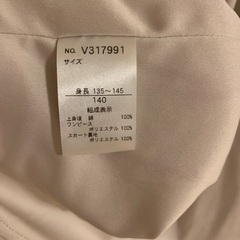 NO. V317991
サイズ
身長 135～145
140
組成表示
上身頃 綿 100%
ワンピース
ポリエステル 100%
スカート裏地
ポリエステル 100%